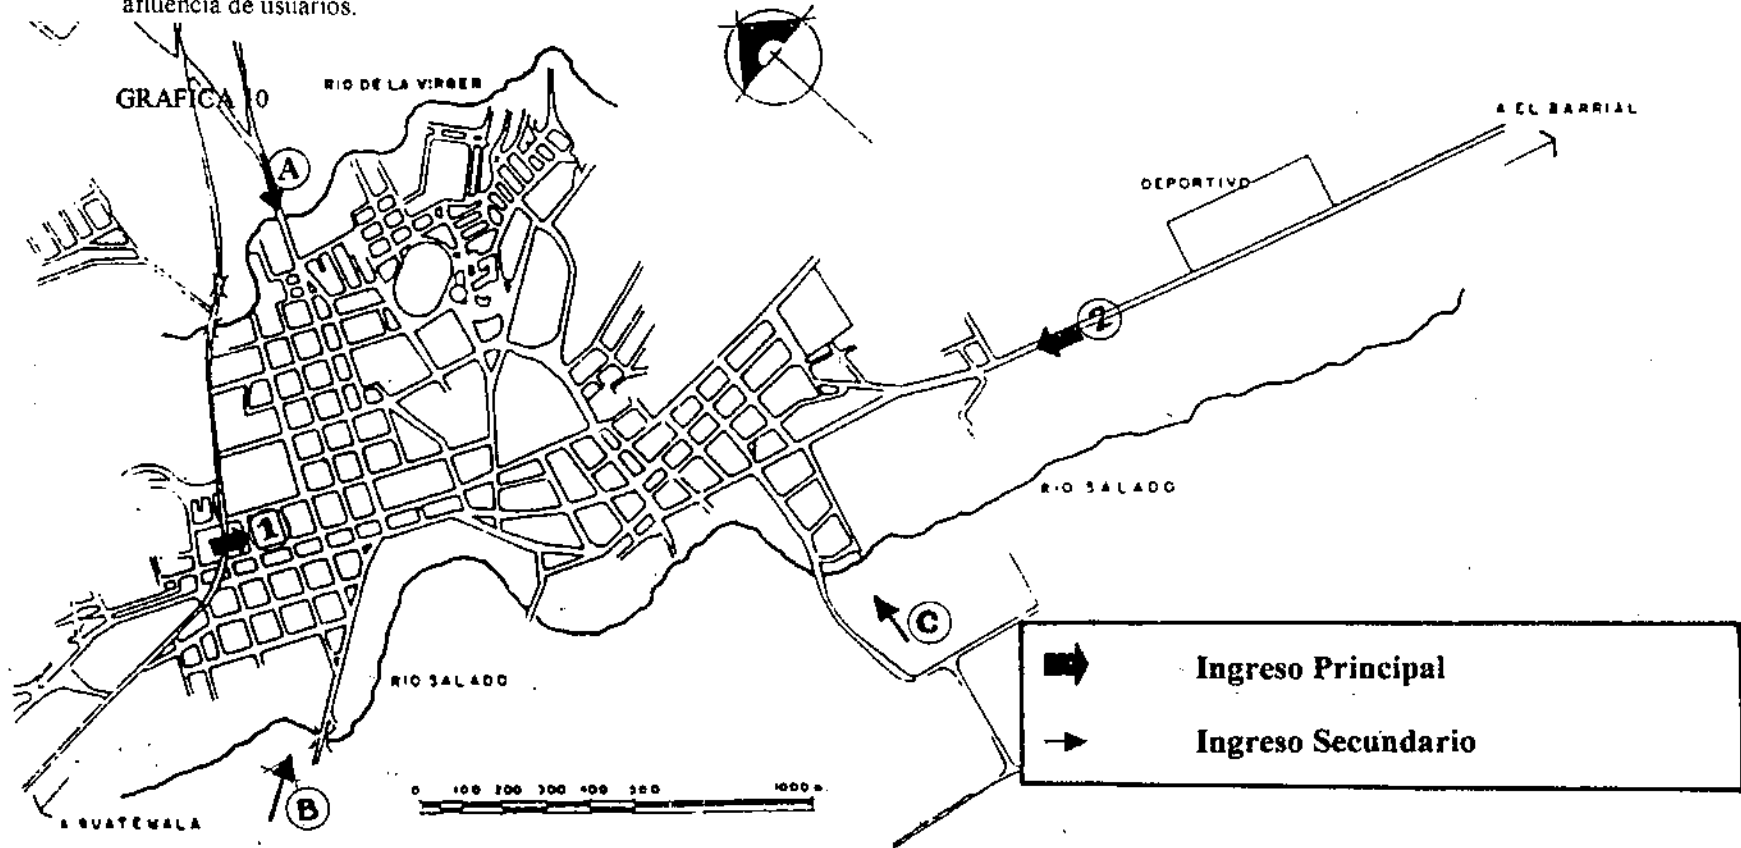 afluencia de usuarios.
GRAFICA 10
RIO DE LA VIRGEN
A EL BARRIAL
A
DEPORTIVO
2
RIO SALADO
1
C
Ingreso Principal
RIO SALADO
Ingreso Secundario
0 100 200 300 400 500 1000 m.
B
A GUATEMALA